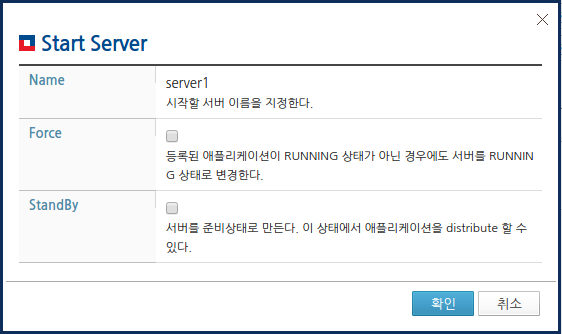 Start Server
Name
server1
시작할 서버 이름을 지정한다.
Force
등록된 애플리케이션이 RUNNING 상태가 아닌 경우에도 서버를 RUNNIN
G 상태로 변경한다.
StandBy
서버를 준비상태로 만든다. 이 상태에서 애플리케이션을 distribute 할 수
있다.
확인
취소